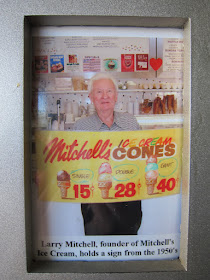 Mitchell's ICE CREAM
CONES
SINGLE DOUBLE GIANT
15¢ 28¢ 40¢
Larry Mitchell, founder of Mitchell's
Ice Cream, holds a sign from the 1950's